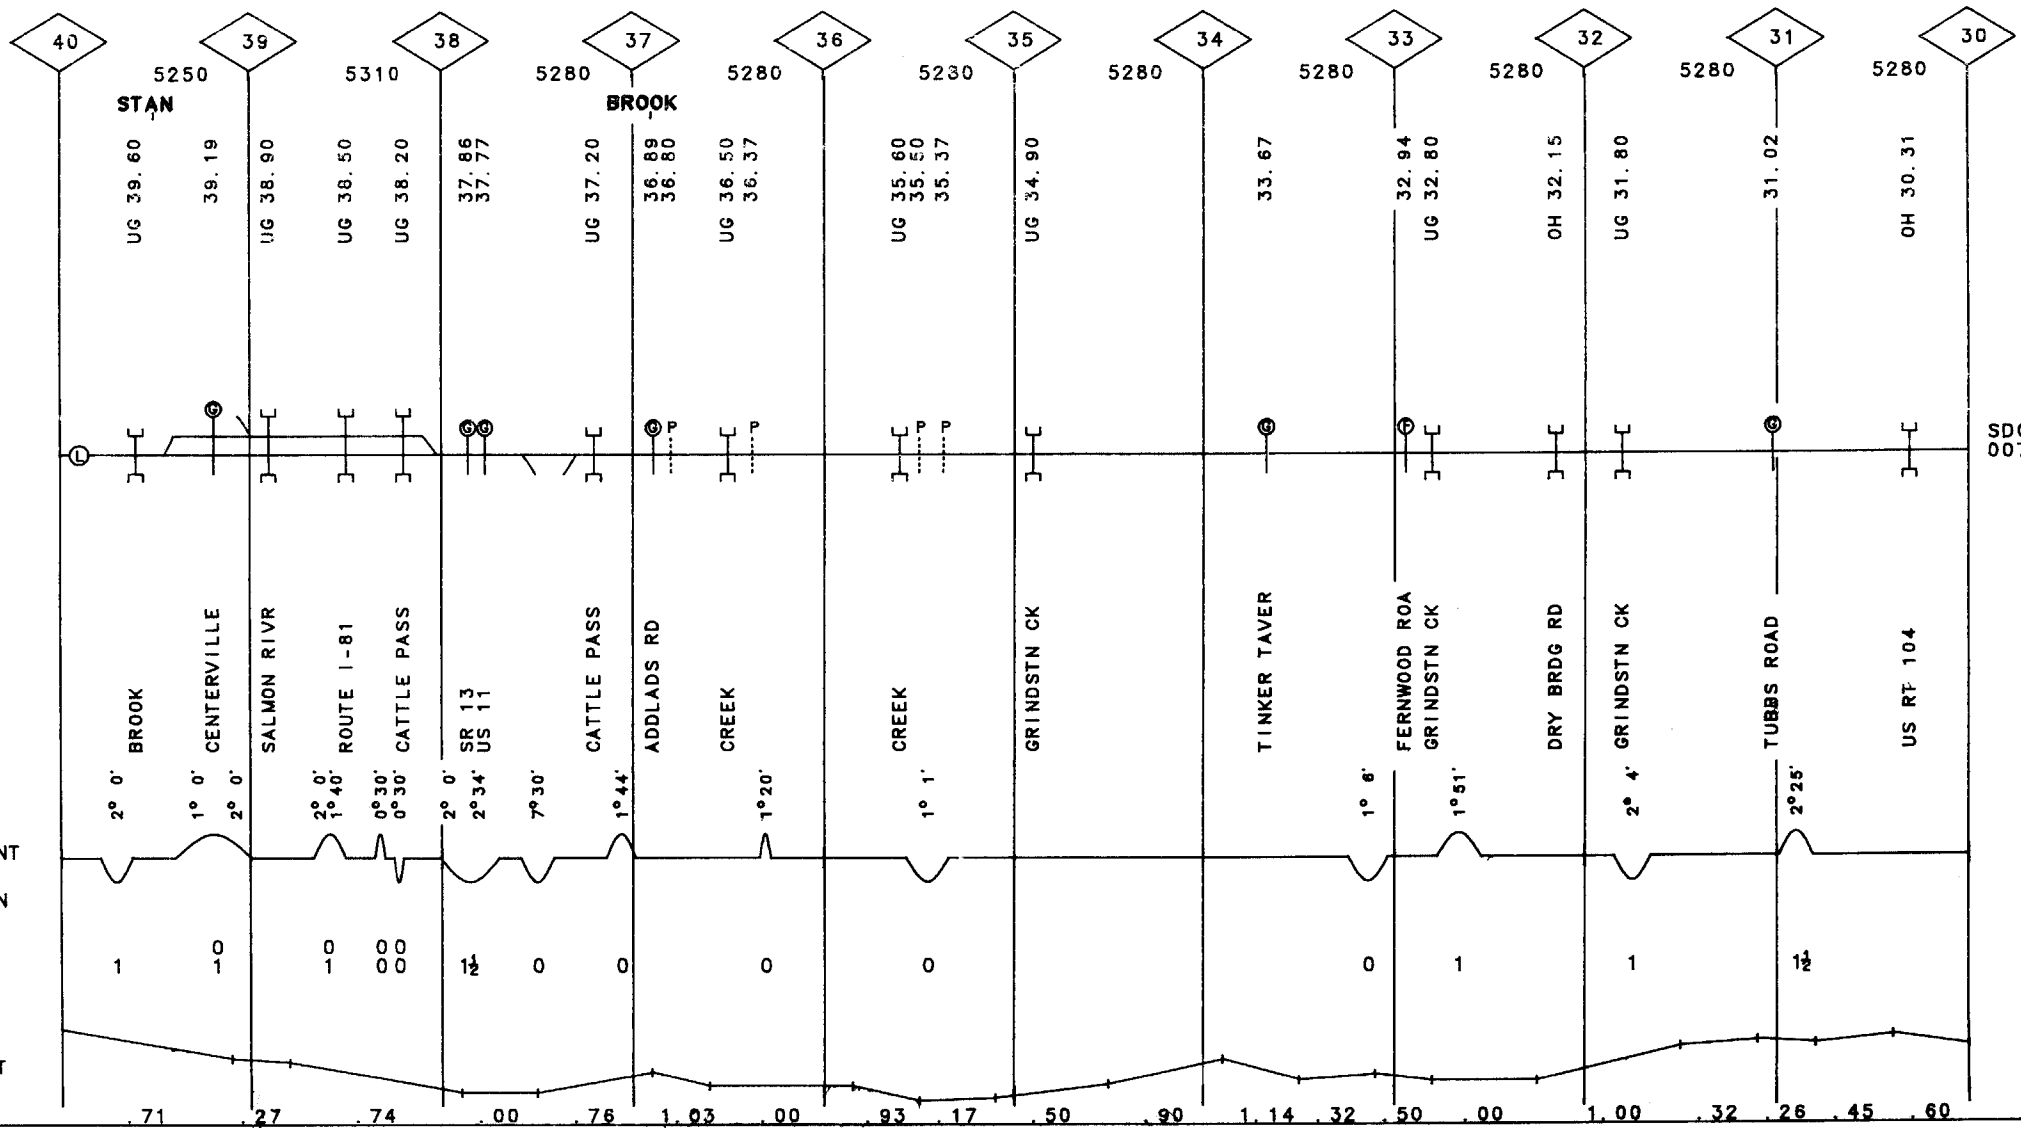 40 39 38 37 36 35 34 33 32 31 30
5250 5310 5280 5280 5230 5280 5280 5280 5280 5280
STAN BROOK
UG 39.60
39.19
UG 38.90
UG 38.50
UG 38.20
37.86
37.77
UG 37.20
36.89
36.80
UG 36.50
36.37
UG 35.60
35.50
35.37
UG 34.90
33.67
32.94
UG 32.80
OH 32.15
UG 31.80
31.02
OH 30.31
G G G G P P P P G F G
L
BROOK
CENTERVILLE
SALMON RIVR
ROUTE I-81
CATTLE PASS
SR 13
US 11
CATTLE PASS
ADDLADS RD
CREEK
CREEK
GRINDSTN CK
TINKER TAVER
FERNWOOD ROA
GRINDSTN CK
DRY BRDG RD
GRINDSTN CK
TUBBS ROAD
US RT 104
2° 0'
1° 0'
2° 0'
2° 0'
1°40'
0°30'
0°30'
2° 0'
2°34'
7°30'
1°44'
1°20'
1° 1'
1° 6'
1°51'
2° 4'
2°25'
NT
N
0 0 0 0
1 1 1 0 0 1½ 0 0 0 0 0 1 1 1½
T
.71 .27 .74 .00 .76 1.03 .00 .93 .17 .50 .90 1.14 .32 .50 .00 1.00 .32 .26 .45 .60